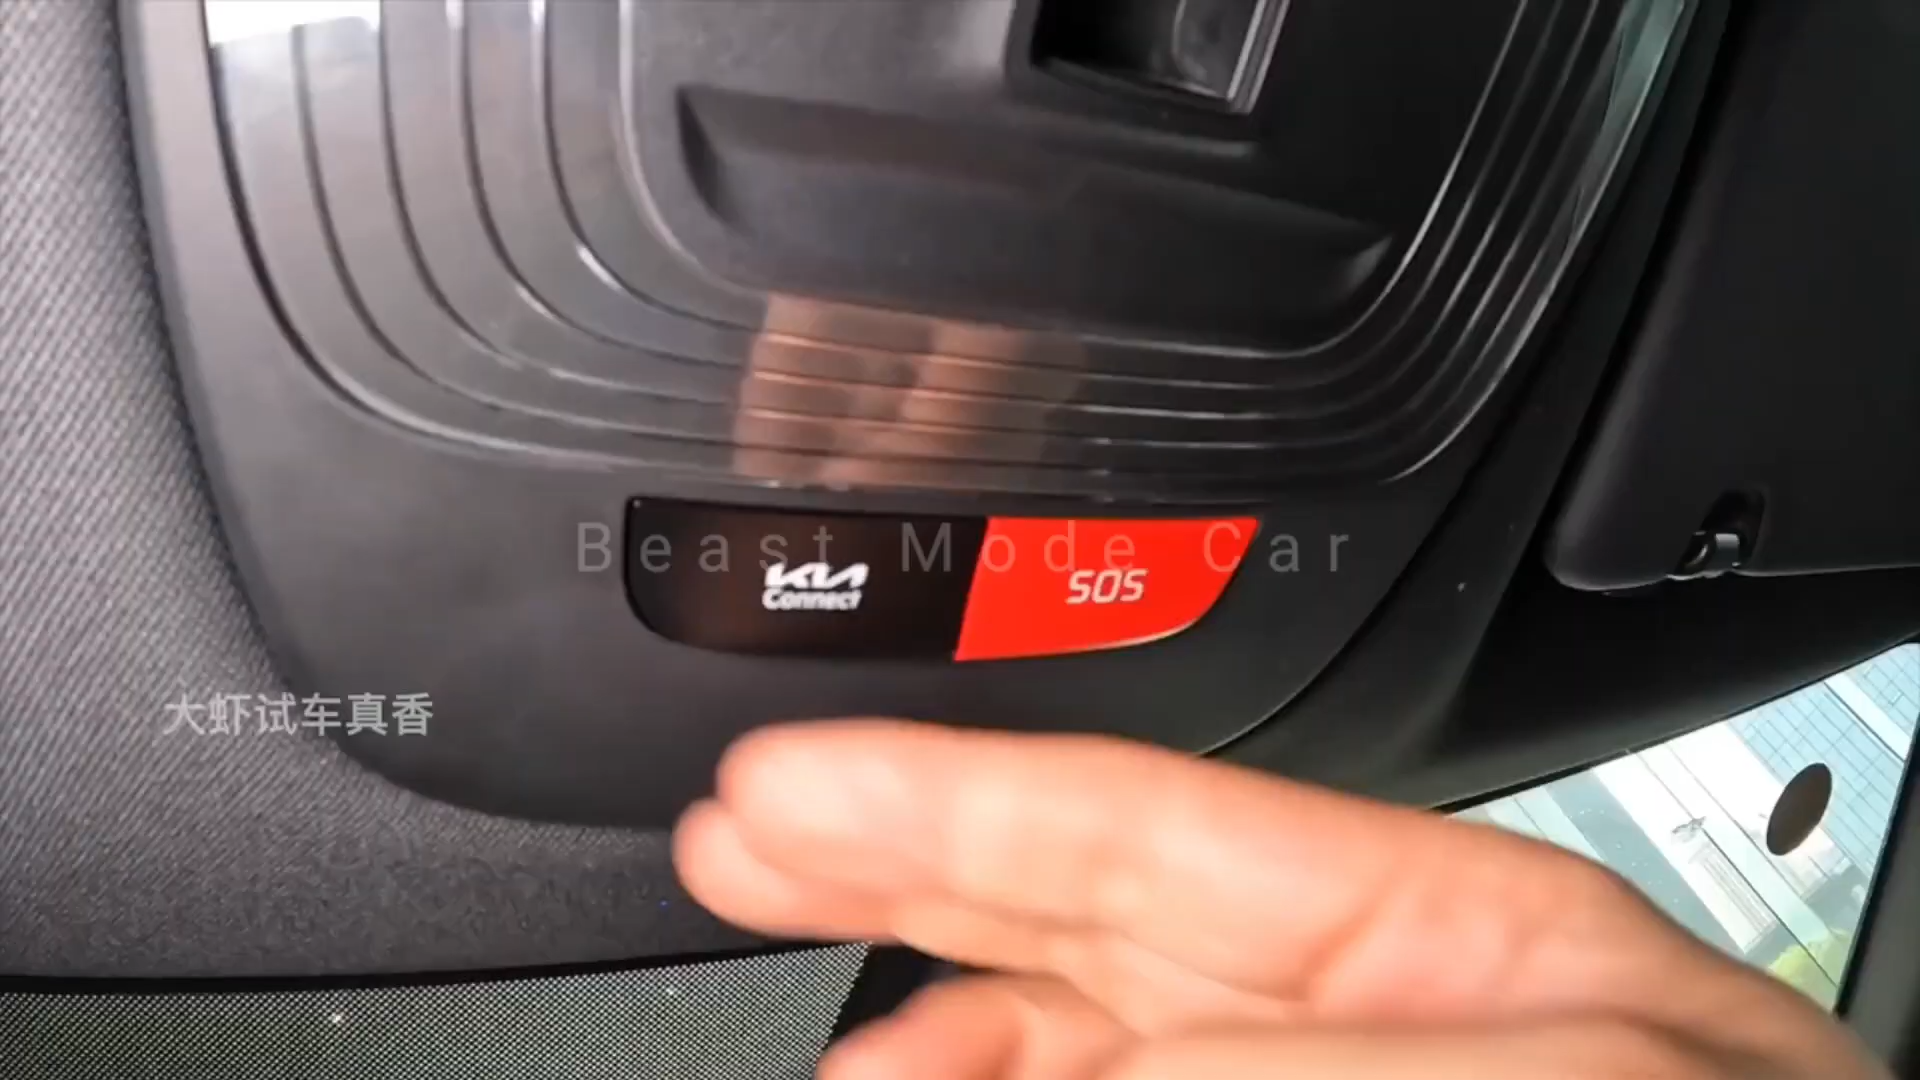 Beast Mode Car
KIA
Connect
SOS
大虾试车真香